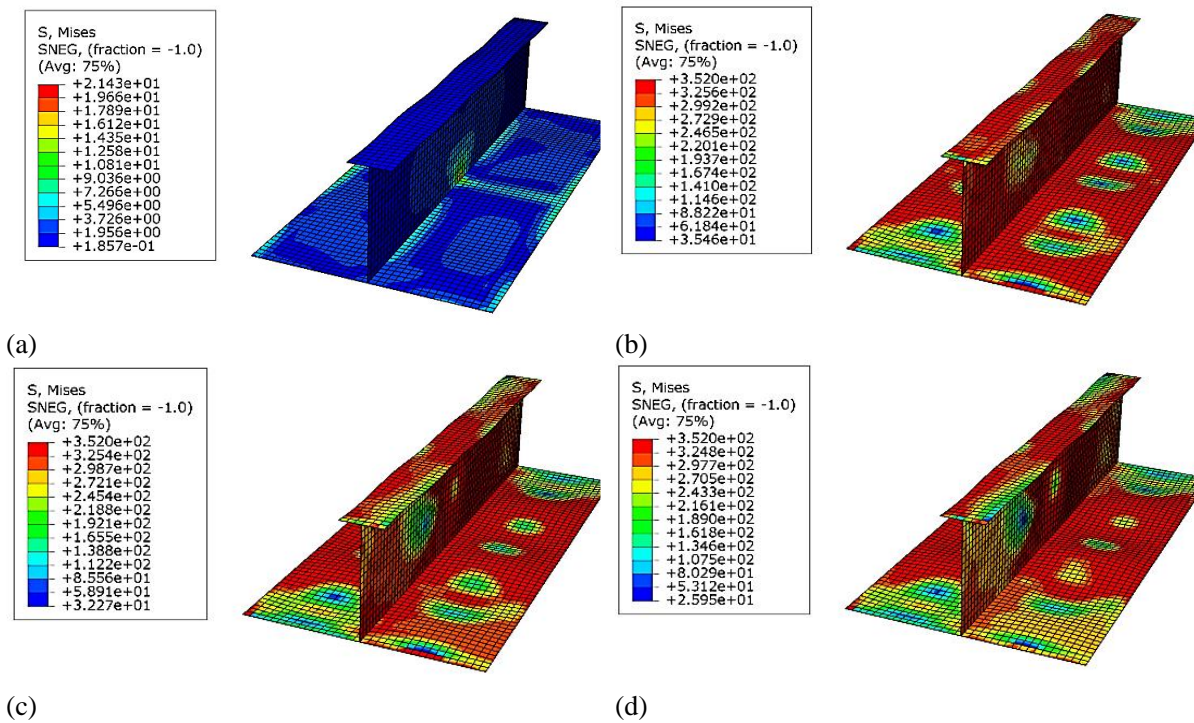 S, Mises
SNEG, (fraction = -1.0)
(Avg: 75%)
+2.143e+01
+1.966e+01
+1.789e+01
+1.612e+01
+1.435e+01
+1.258e+01
+1.081e+01
+9.036e+00
+7.266e+00
+5.496e+00
+3.726e+00
+1.956e+00
+1.857e-01
(a)
S, Mises
SNEG, (fraction = -1.0)
(Avg: 75%)
+3.520e+02
+3.256e+02
+2.992e+02
+2.729e+02
+2.465e+02
+2.201e+02
+1.937e+02
+1.674e+02
+1.410e+02
+1.146e+02
+8.822e+01
+6.184e+01
+3.546e+01
(b)
S, Mises
SNEG, (fraction = -1.0)
(Avg: 75%)
+3.520e+02
+3.254e+02
+2.987e+02
+2.721e+02
+2.454e+02
+2.188e+02
+1.921e+02
+1.655e+02
+1.388e+02
+1.122e+02
+8.556e+01
+5.891e+01
+3.227e+01
(c)
S, Mises
SNEG, (fraction = -1.0)
(Avg: 75%)
+3.520e+02
+3.248e+02
+2.977e+02
+2.705e+02
+2.433e+02
+2.161e+02
+1.890e+02
+1.618e+02
+1.346e+02
+1.075e+02
+8.029e+01
+5.312e+01
+2.595e+01
(d)